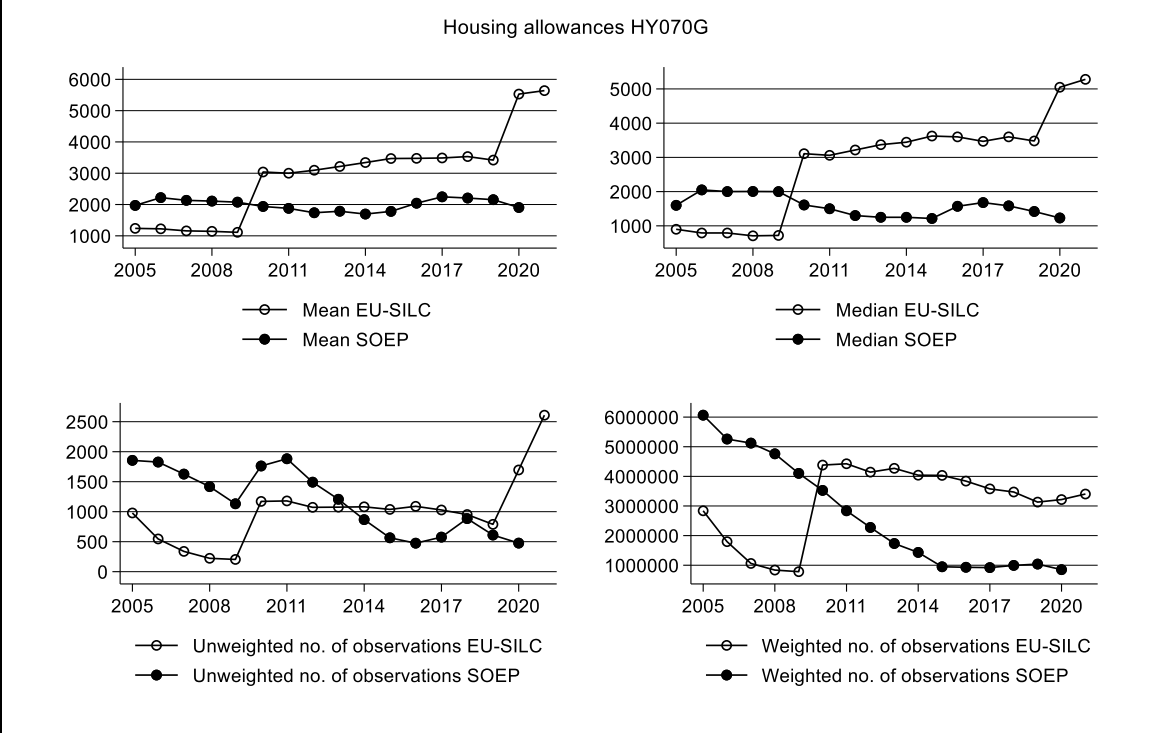 Housing allowances HY070G
6000
5000
4000
3000
2000
1000
2005 2008 2011 2014 2017 2020
Mean EU-SILC
Mean SOEP
5000
4000
3000
2000
1000
2005 2008 2011 2014 2017 2020
Median EU-SILC
Median SOEP
2500
2000
1500
1000
500
0
2005 2008 2011 2014 2017 2020
Unweighted no. of observations EU-SILC
Unweighted no. of observations SOEP
6000000
5000000
4000000
3000000
2000000
1000000
2005 2008 2011 2014 2017 2020
Weighted no. of observations EU-SILC
Weighted no. of observations SOEP